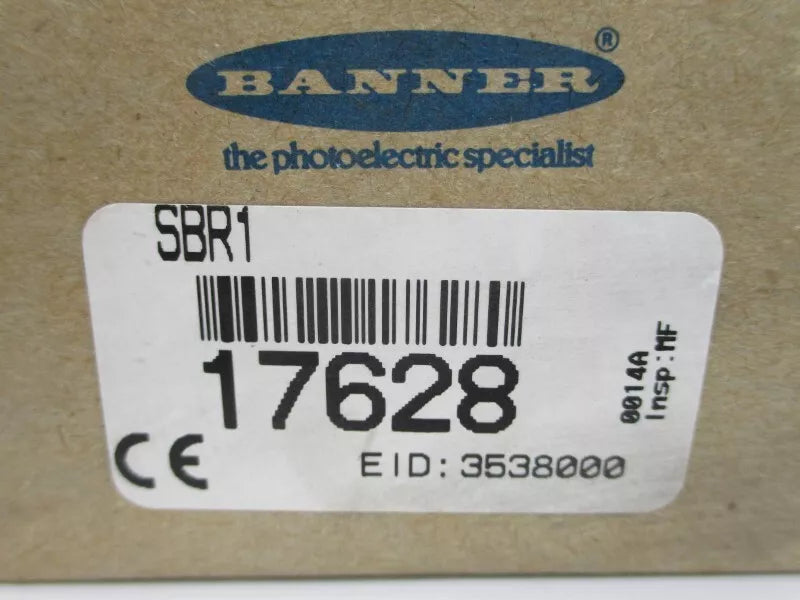 BANNER®
the photoelectric specialist
SBR1
17628
0014A
Insp:MF
CE
EID: 3538000